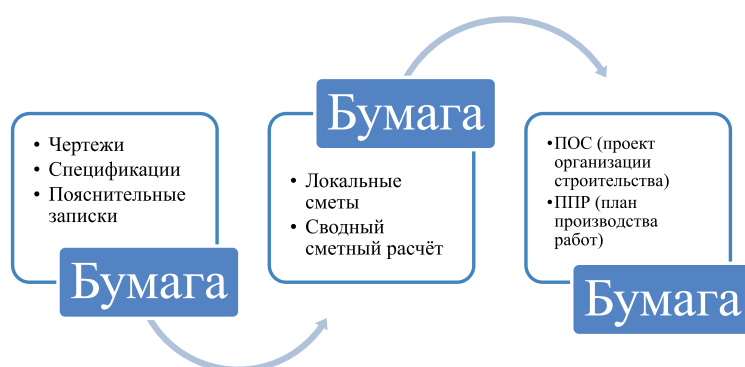 • Чертежи
• Спецификации
• Пояснительные
записки
Бумага
Бумага
• Локальные
сметы
• Сводный
сметный расчёт
•ПОС (проект
организации
строительства)
•ППР (план
производства
работ)
Бумага